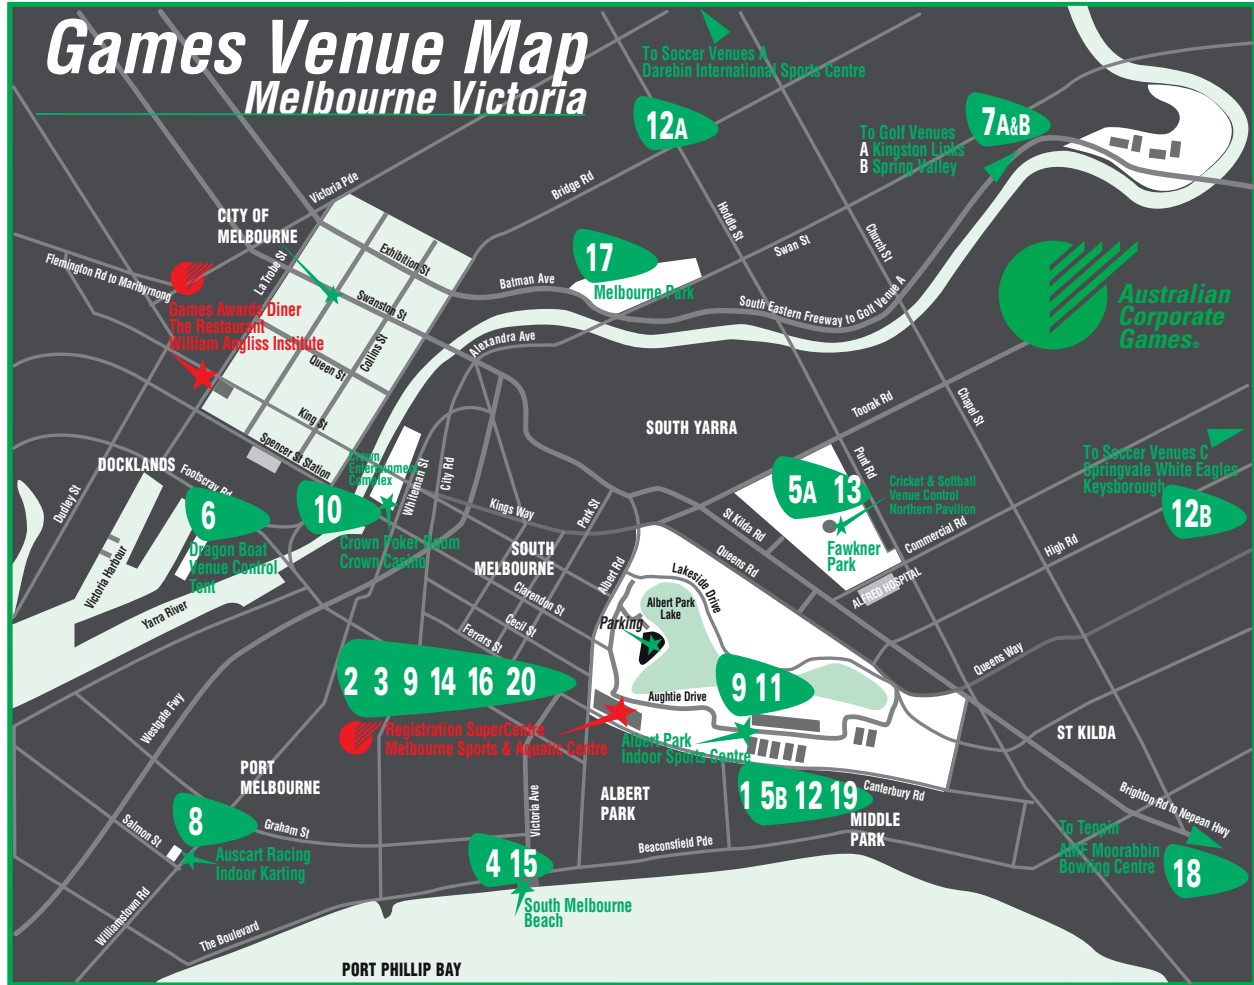 Games Venue Map
Melbourne Victoria
To Soccer Venues A
Darebin International Sports Centre
12A
7A&B
To Golf Venues
A Kingston Links
B Spring Valley
Victoria Pde
Bridge Rd
Hoddle St
Church St
Swan St
CITY OF
MELBOURNE
La Trobe St
Exhibition St
Flemington Rd to Maribyrnong
17
Melbourne Park
Batman Ave
Swanston St
South Eastern Freeway to Golf Venue A
Australian
Corporate
Games®
Games Awards Diner
The Restaurant
William Angliss Institute
Alexandra Ave
Collins St
Queen St
King St
Spencer St Station
Toorak Rd
Chapel St
SOUTH YARRA
DOCKLANDS
Footscray Rd
Dudley St
Crown
Entertainment
Complex
Whiteman St
City Rd
Punt Rd
5A 13
Cricket & Softball
Venue Control
Northern Pavilion
To Soccer Venues C
Springvale White Eagles
Keysborough
12B
6
Dragon Boat
Venue Control
Tent
10
Crown Poker Room
Crown Casino
Kings Way
Park St
St Kilda Rd
Queens Rd
Fawkner
Park
Commercial Rd
High Rd
ALFRED HOSPITAL
Victoria Harbour
Yarra River
SOUTH
MELBOURNE
Clarendon St
Cecil St
Ferrars St
Albert Rd
Lakeside Drive
Albert Park
Lake
Parking
Queens Way
2 3 9 14 16 20
9 11
Aughtie Drive
Registration SuperCentre
Melbourne Sports & Aquatic Centre
Albert Park
Indoor Sports Centre
ST KILDA
Westgate Fwy
PORT
MELBOURNE
ALBERT
PARK
1 5B 12 19
Canterbury Rd
MIDDLE
PARK
Brighton Rd to Nepean Hwy
Victoria Ave
8
Salmon St
Graham St
Auscart Racing
Indoor Karting
Beaconsfield Pde
4 15
To Tenpin
AMF Moorabbin
Bowling Centre
18
Williamstown Rd
The Boulevard
South Melbourne
Beach
PORT PHILLIP BAY